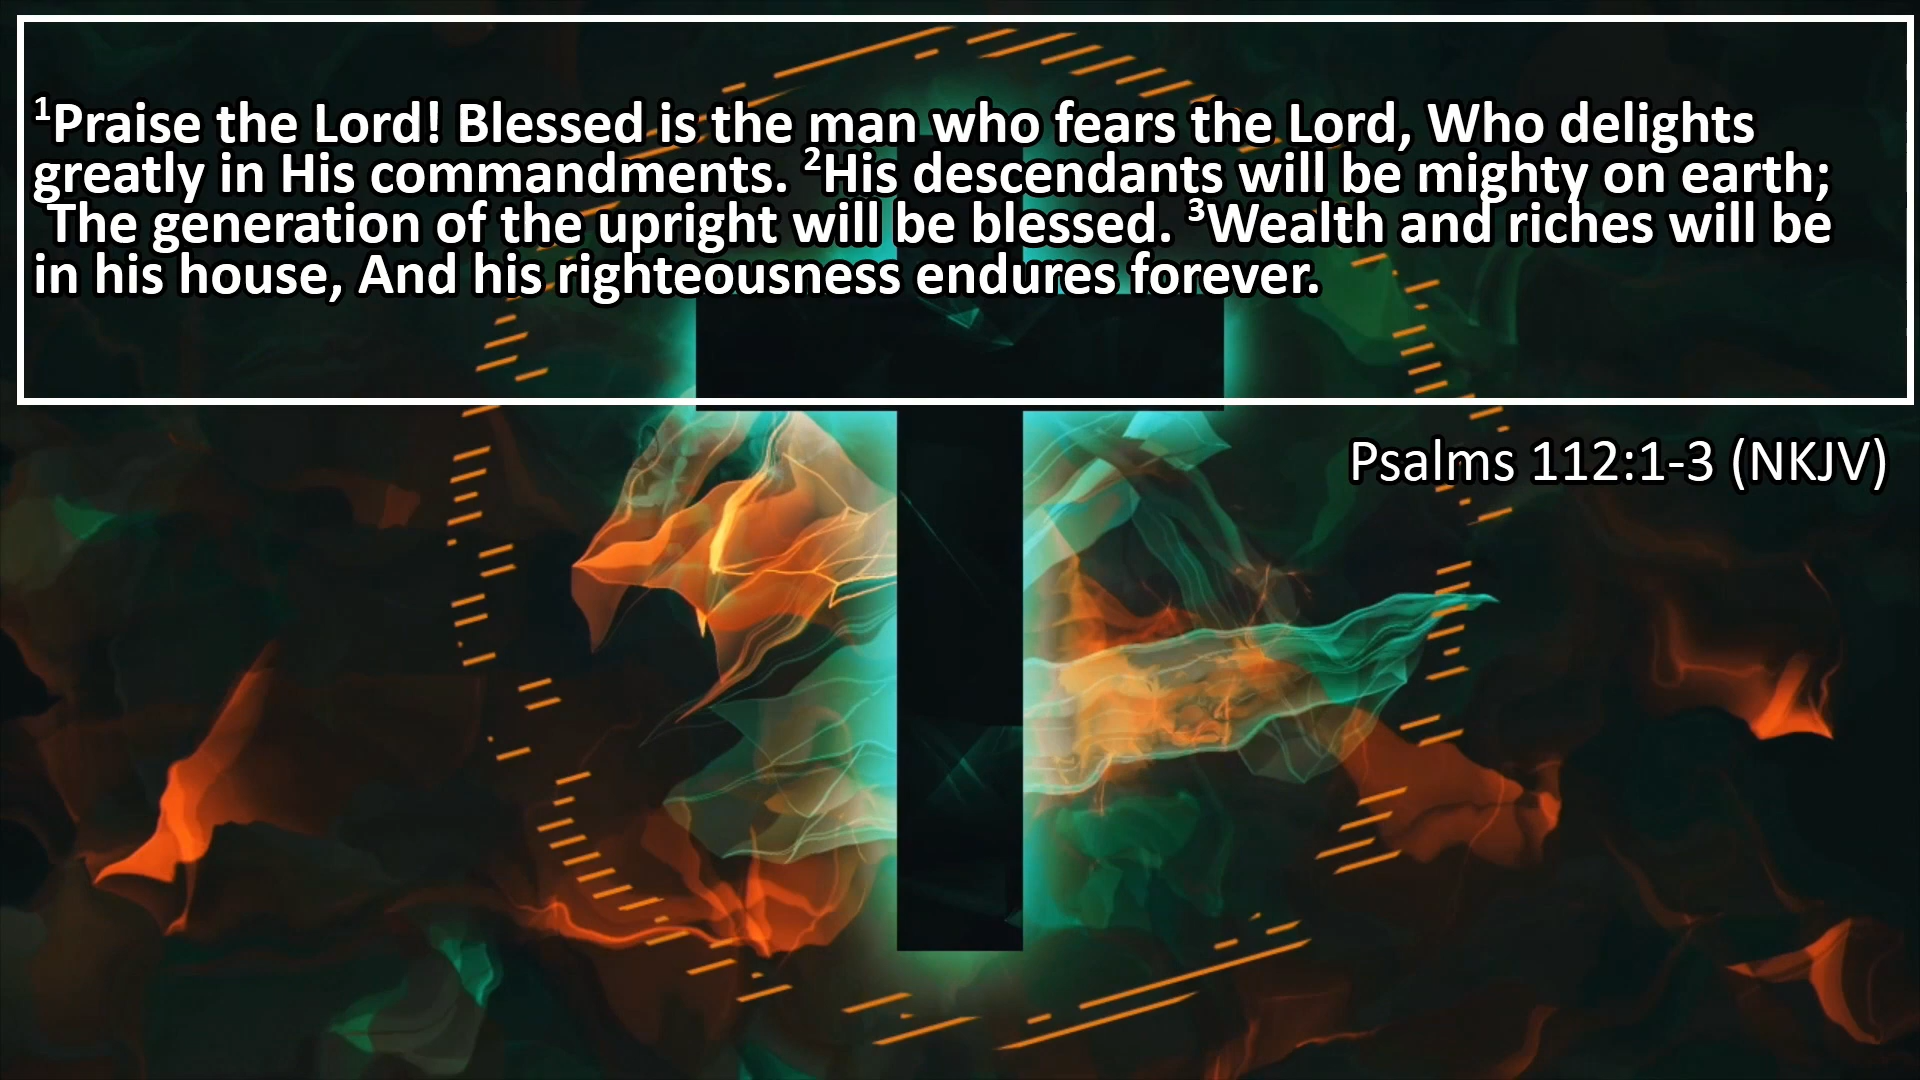 ¹Praise the Lord! Blessed is the man who fears the Lord, Who delights
greatly in His commandments. ²His descendants will be mighty on earth;
The generation of the upright will be blessed. ³Wealth and riches will be
in his house, And his righteousness endures forever.
Psalms 112:1-3 (NKJV)